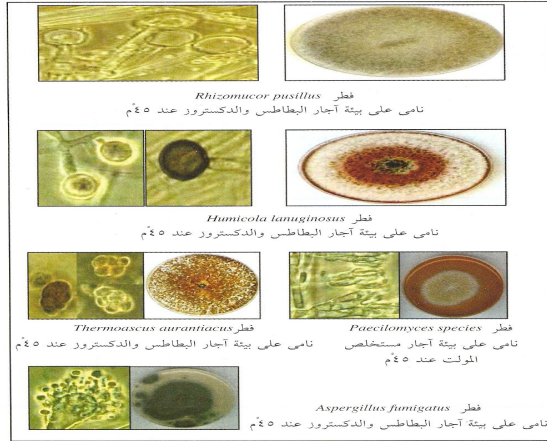 فطر Rhizomucor pusillus
نامى على بيئة آجار البطاطس والدكستروز عند ٤٥°م
فطر Humicola lanuginosus
نامى على بيئة آجار البطاطس والدكستروز عند ٤٥°م
فطر Paecilomyces species
نامى على بيئة آجار مستخلص
المولت عند ٤٥°م
فطر Thermoascus aurantiacus
نامى على بيئة آجار البطاطس والدكستروز عند ٤٥°م
فطر Aspergillus fumigatus
نامى على بيئة آجار البطاطس والدكستروز عند ٤٥°م